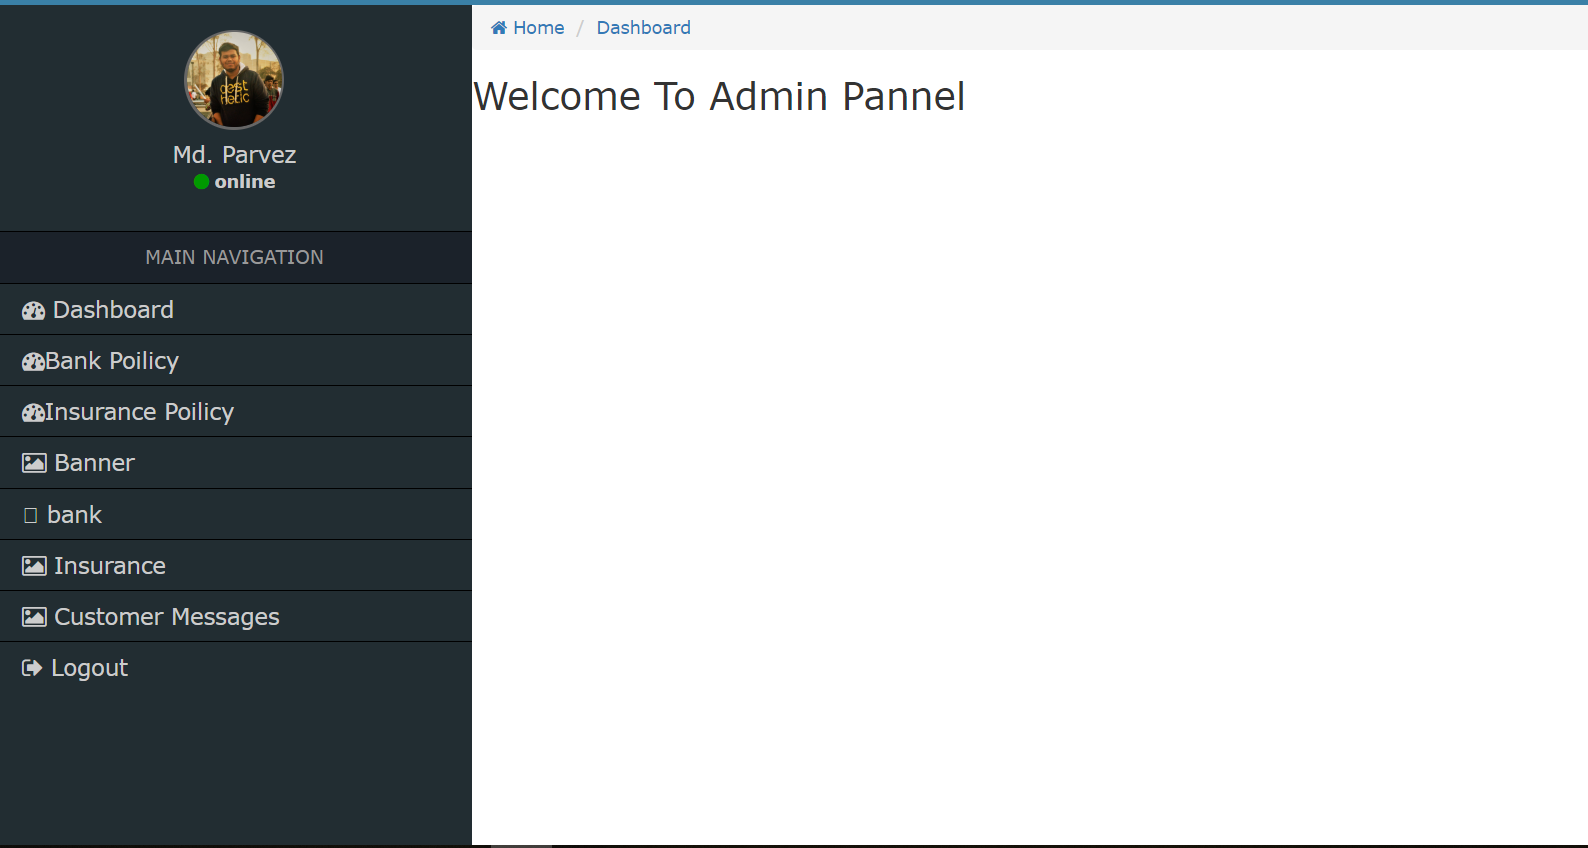 Home / Dashboard
Welcome To Admin Pannel
Md. Parvez
online
MAIN NAVIGATION
Dashboard
Bank Poilicy
Insurance Poilicy
Banner
bank
Insurance
Customer Messages
Logout